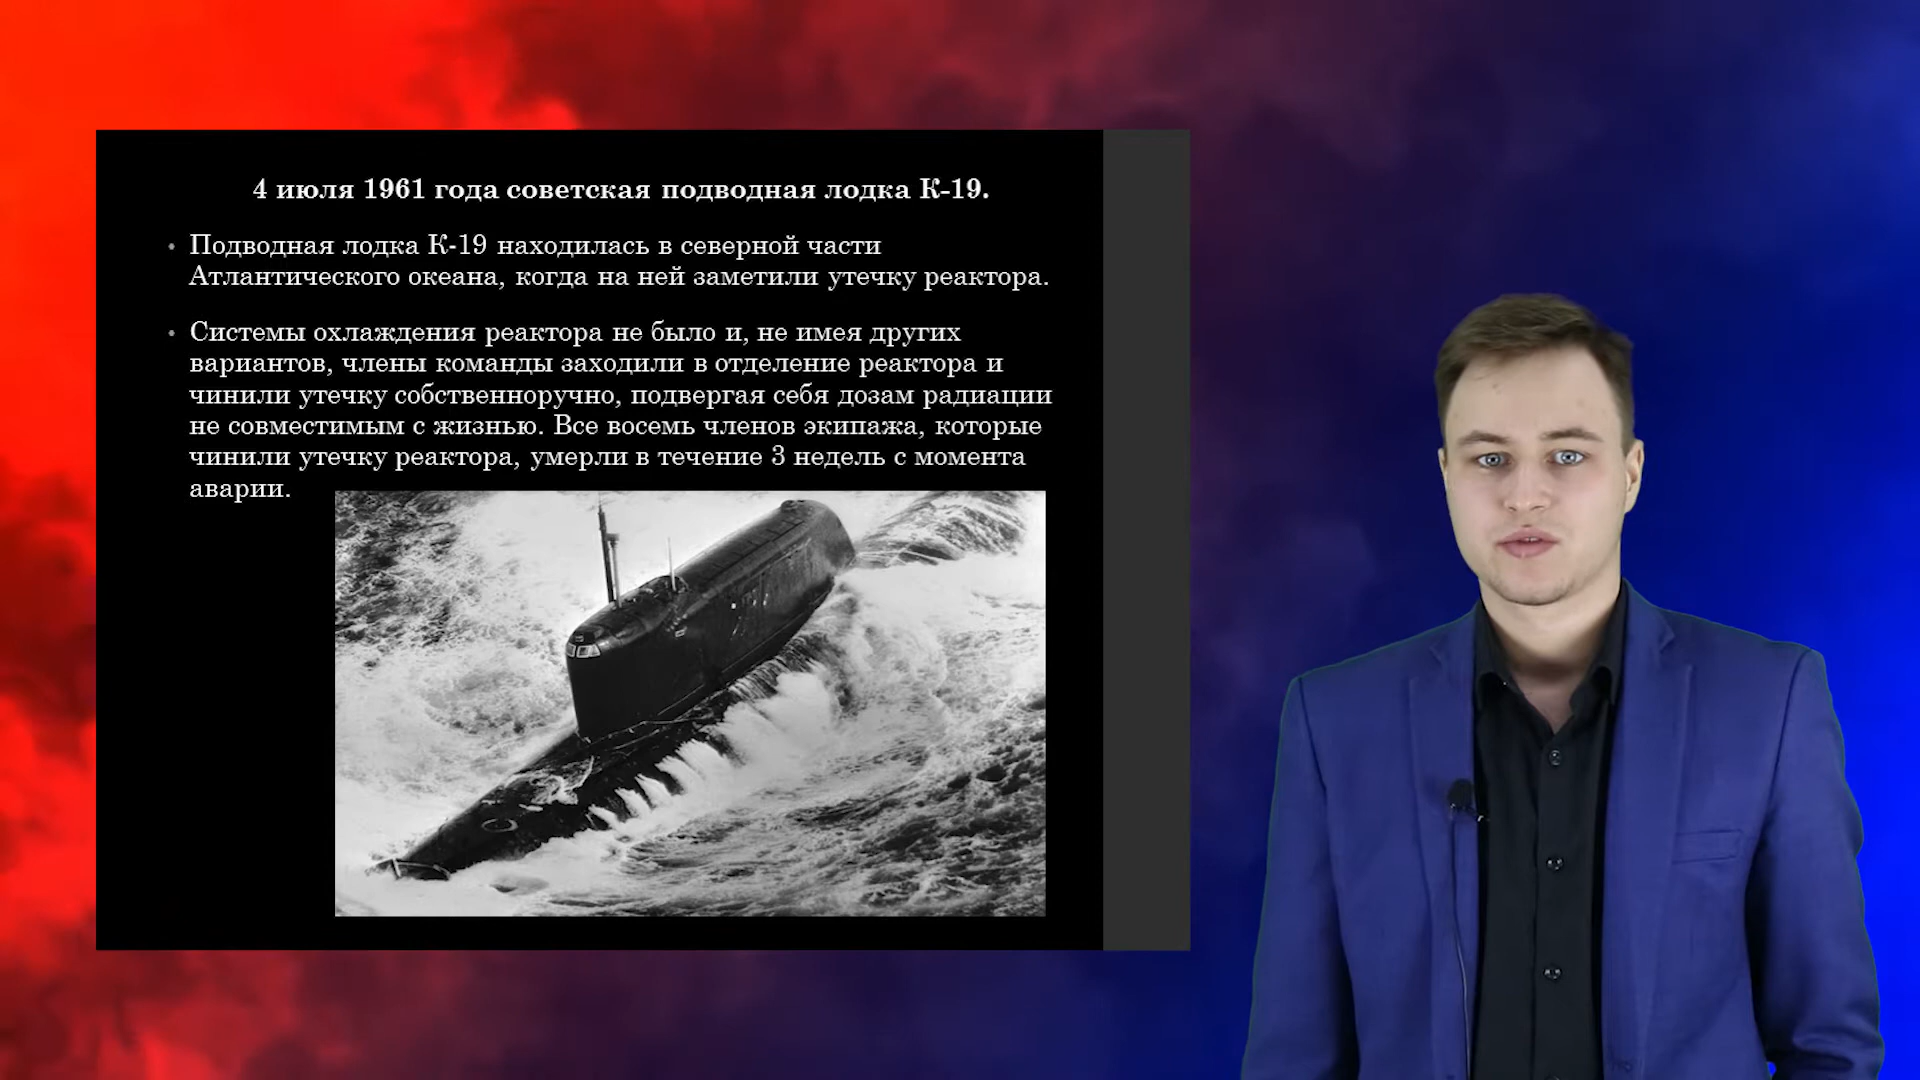 4 июля 1961 года советская подводная лодка К-19.
• Подводная лодка К-19 находилась в северной части
Атлантического океана, когда на ней заметили утечку реактора.
• Системы охлаждения реактора не было и, не имея других
вариантов, члены команды заходили в отделение реактора и
чинили утечку собственноручно, подвергая себя дозам радиации
не совместимым с жизнью. Все восемь членов экипажа, которые
чинили утечку реактора, умерли в течение 3 недель с момента
аварии.